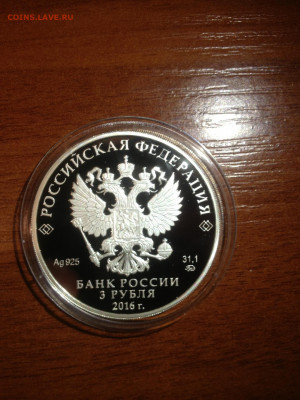 COINS.LAVE.RU
РОССИЙСКАЯ ФЕДЕРАЦИЯ
Ag 925
31,1
БАНК РОССИИ
3 РУБЛЯ
2016 г.